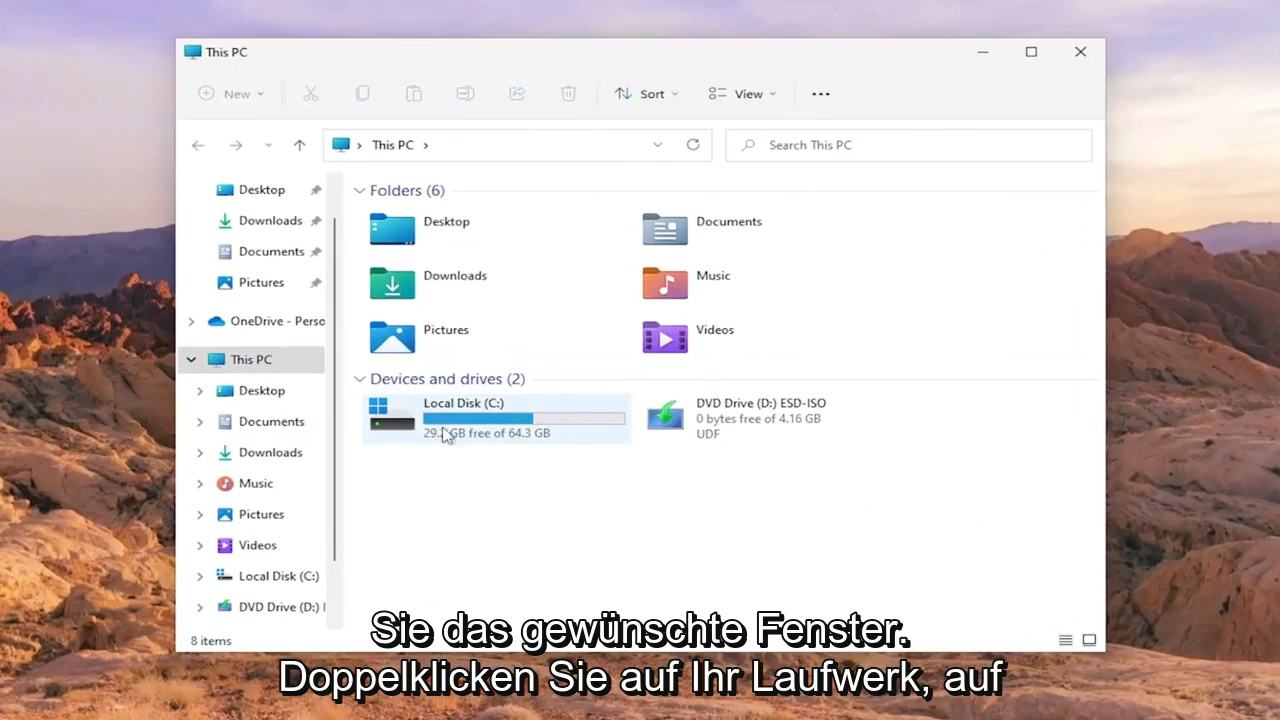 This PC
New
Sort
View
This PC
Search This PC
Desktop
Downloads
Documents
Pictures
OneDrive - Perso
This PC
Desktop
Documents
Downloads
Music
Pictures
Videos
Local Disk (C:)
DVD Drive (D:) I
Folders (6)
Desktop
Documents
Downloads
Music
Pictures
Videos
Devices and drives (2)
Local Disk (C:)
GB free of 64.3 GB
DVD Drive (D:) ESD-ISO
0 bytes free of 4.16 GB
UDF
8 items
Sie das gewünschte Fenster.
Doppelklicken Sie auf Ihr Laufwerk, auf